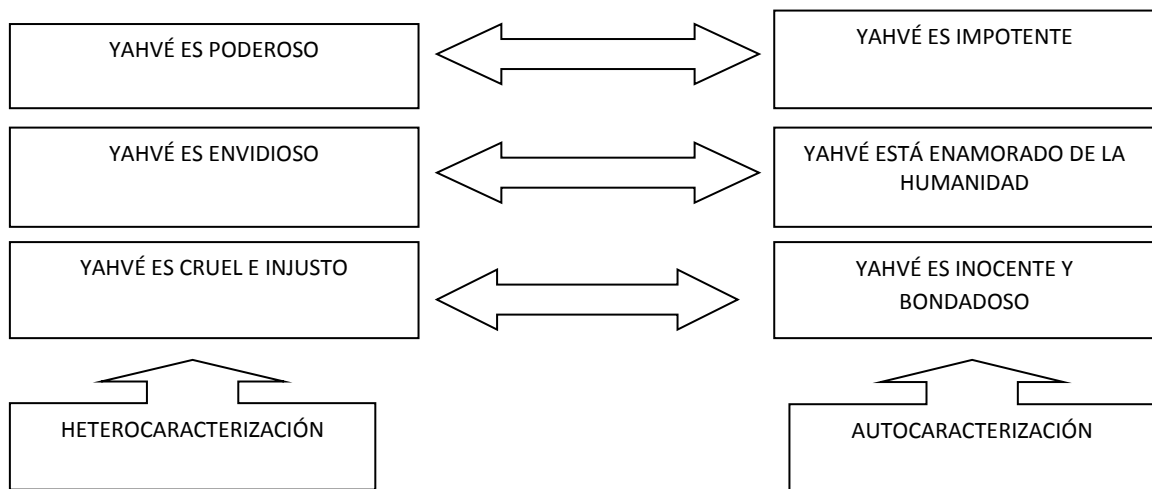 YAHVÉ ES PODEROSO
YAHVÉ ES IMPOTENTE
YAHVÉ ES ENVIDIOSO
YAHVÉ ESTÁ ENAMORADO DE LA
HUMANIDAD
YAHVÉ ES CRUEL E INJUSTO
YAHVÉ ES INOCENTE Y
BONDADOSO
HETEROCARACTERIZACIÓN
AUTOCARACTERIZACIÓN